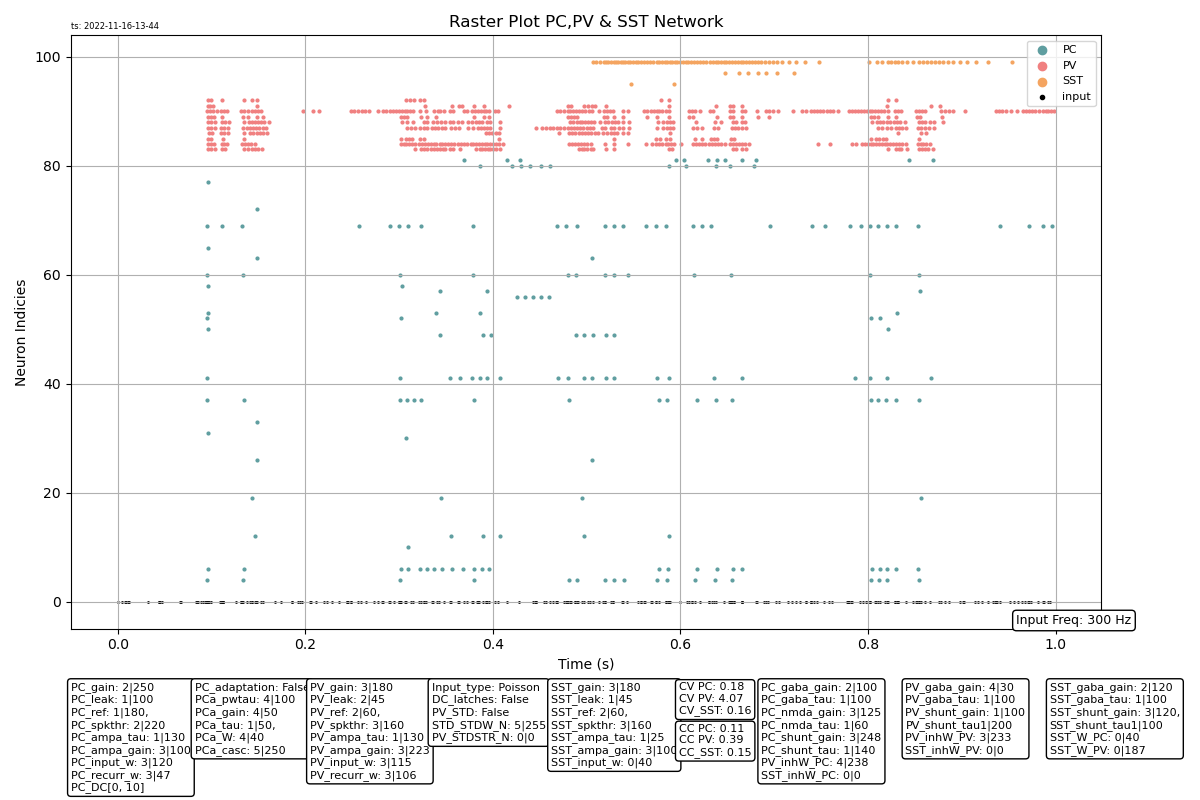 ts: 2022-11-16-13-44
Raster Plot PC,PV & SST Network
PC
PV
SST
input
100
80
60
40
20
0
Neuron Indicies
0.0
0.2
0.4
0.6
0.8
1.0
Time (s)
Input Freq: 300 Hz
PC_gain: 2|250
PC_leak: 1|100
PC_ref: 1|180,
PC_spkthr: 2|220
PC_ampa_tau: 1|130
PC_ampa_gain: 3|100
PC_input_w: 3|120
PC_recurr_w: 3|47
PC_DC[0, 10]
PC_adaptation: False
PCa_pwtau: 4|100
PCa_gain: 4|50
PCa_tau: 1|50,
PCa_W: 4|40
PCa_casc: 5|250
PV_gain: 3|180
PV_leak: 2|45
PV_ref: 2|60,
PV_spkthr: 3|160
PV_ampa_tau: 1|130
PV_ampa_gain: 3|223
PV_input_w: 3|115
PV_recurr_w: 3|106
Input_type: Poisson
DC_latches: False
PV_STD: False
STD_STDW_N: 5|255
PV_STDSTR_N: 0|0
SST_gain: 3|180
SST_leak: 1|45
SST_ref: 2|60,
SST_spkthr: 3|160
SST_ampa_tau: 1|25
SST_ampa_gain: 3|100
SST_input_w: 0|40
CV PC: 0.18
CV PV: 4.07
CV_SST: 0.16
CC PC: 0.11
CC PV: 0.39
CC_SST: 0.15
PC_gaba_gain: 2|100
PC_gaba_tau: 1|100
PC_nmda_gain: 3|125
PC_nmda_tau: 1|60
PC_shunt_gain: 3|248
PC_shunt_tau: 1|140
PV_inhW_PC: 4|238
SST_inhW_PC: 0|0
PV_gaba_gain: 4|30
PV_gaba_tau: 1|100
PV_shunt_gain: 1|100
PV_shunt_tau1|200
PV_inhW_PV: 3|233
SST_inhW_PV: 0|0
SST_gaba_gain: 2|120
SST_gaba_tau: 1|100
SST_shunt_gain: 3|120,
SST_shunt_tau1|100
SST_W_PC: 0|40
SST_W_PV: 0|187